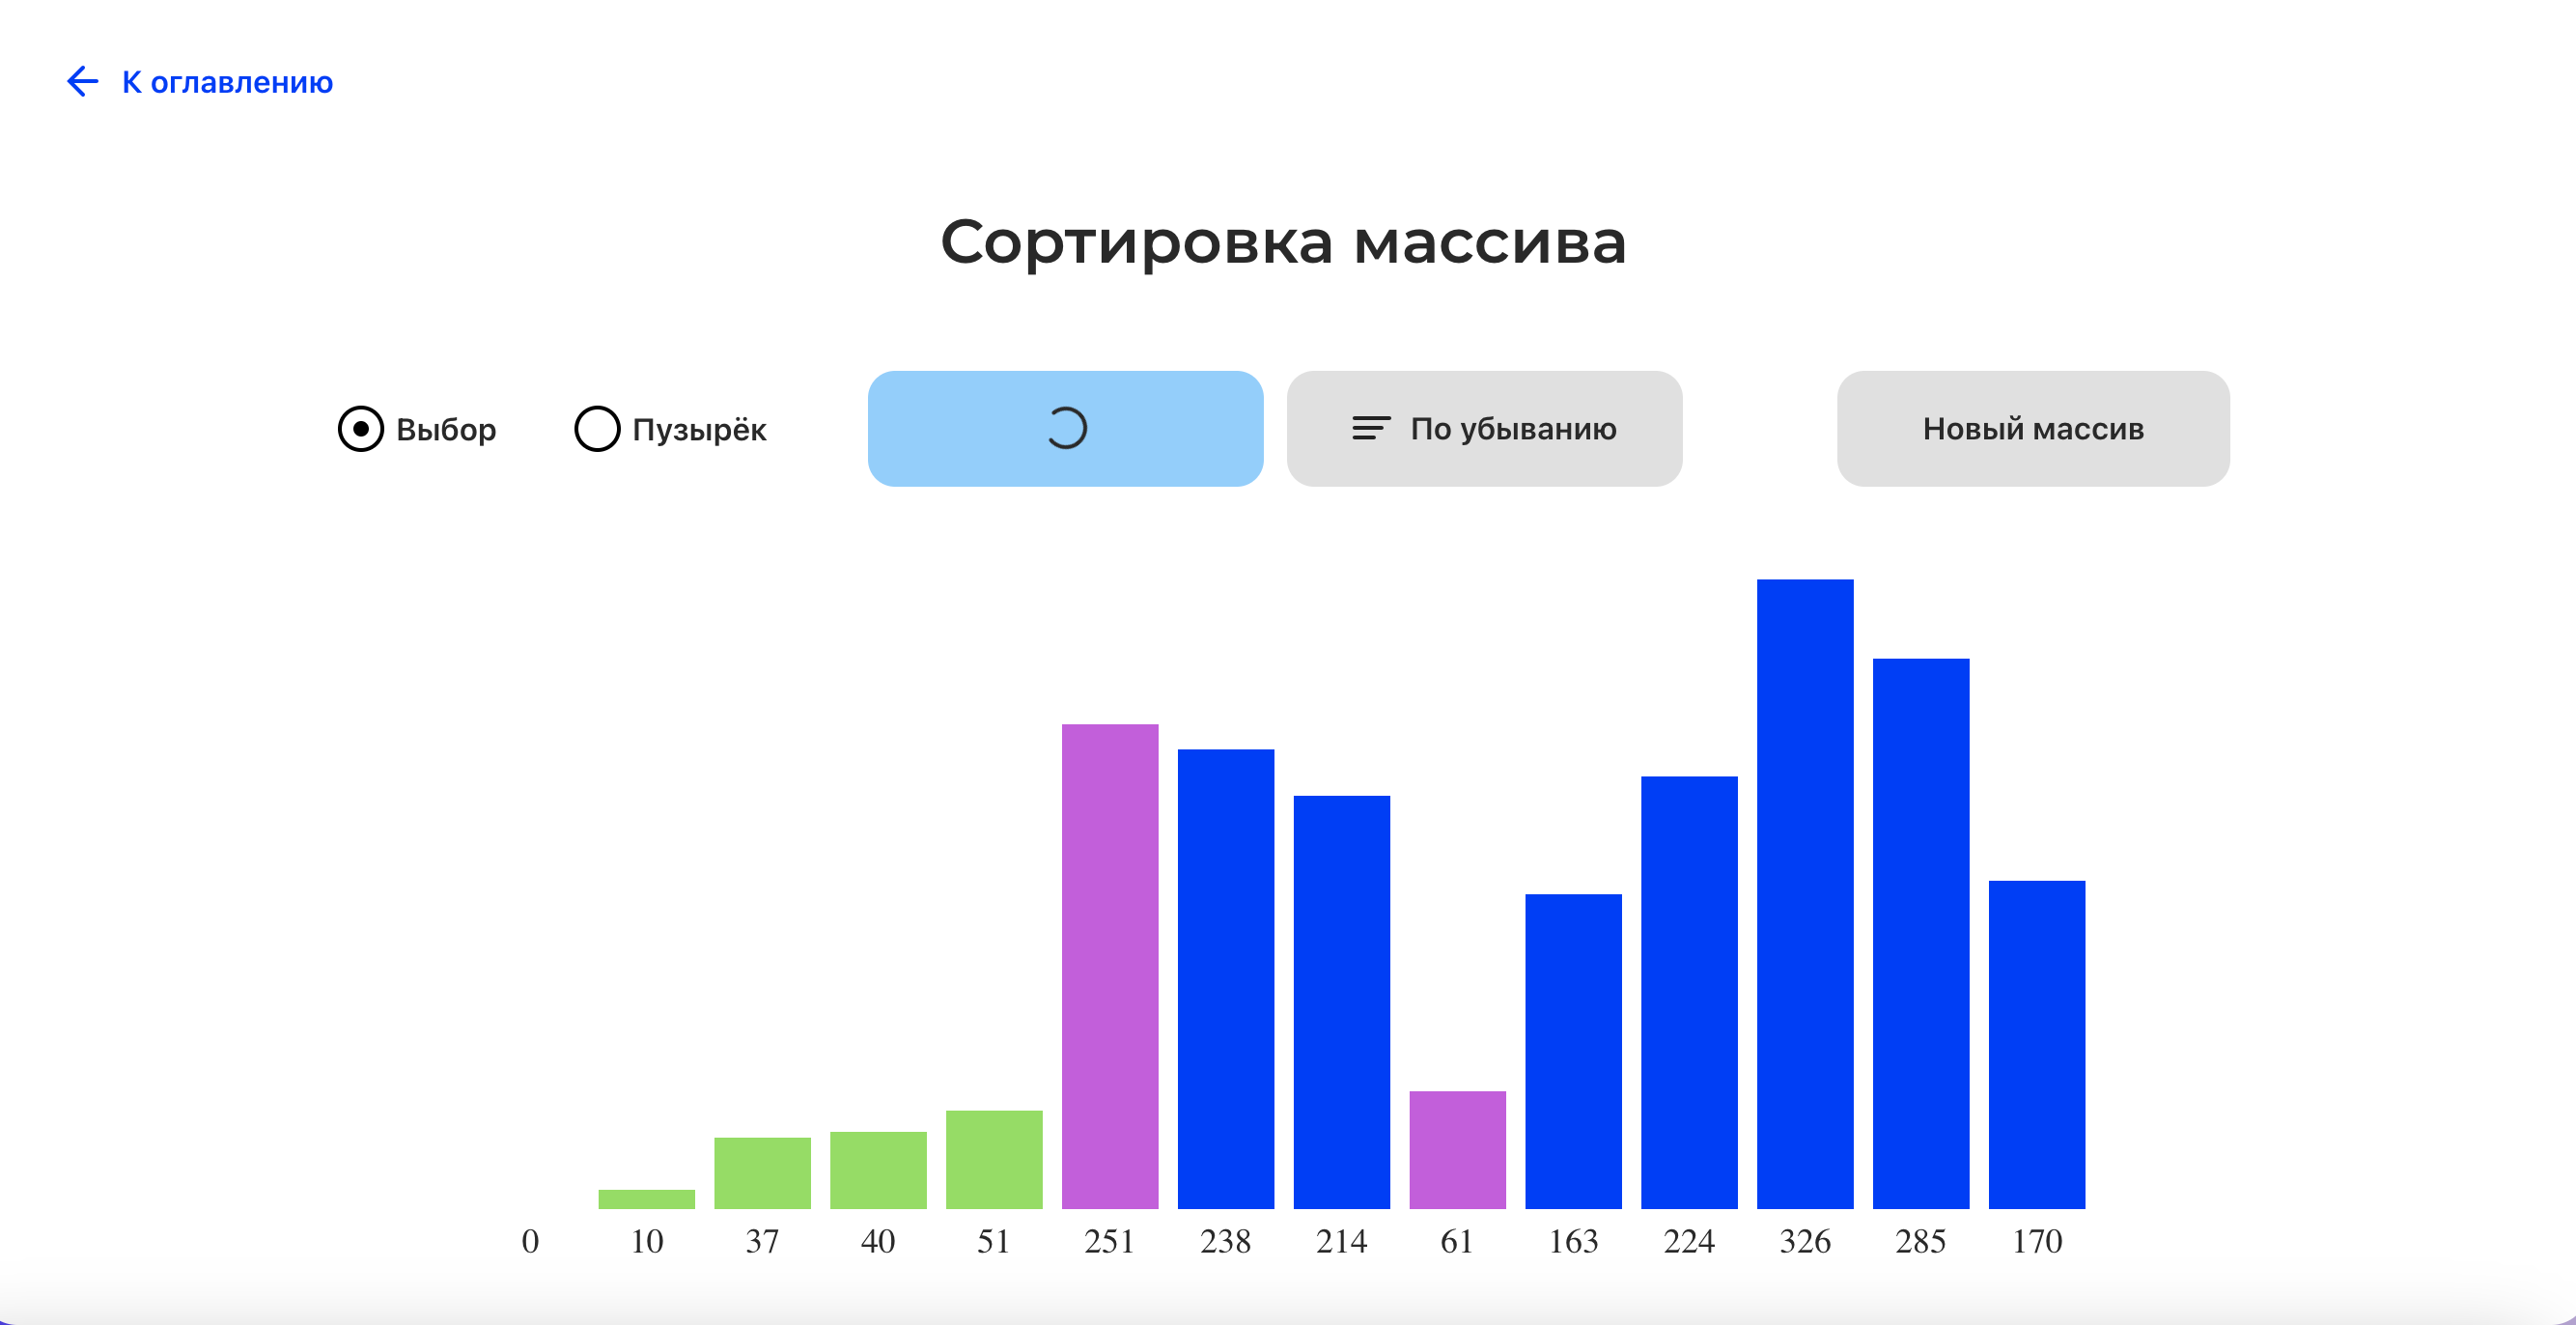 К оглавлению
Сортировка массива
Выбор Пузырёк По убыванию Новый массив
0 10 37 40 51 251 238 214 61 163 224 326 285 170